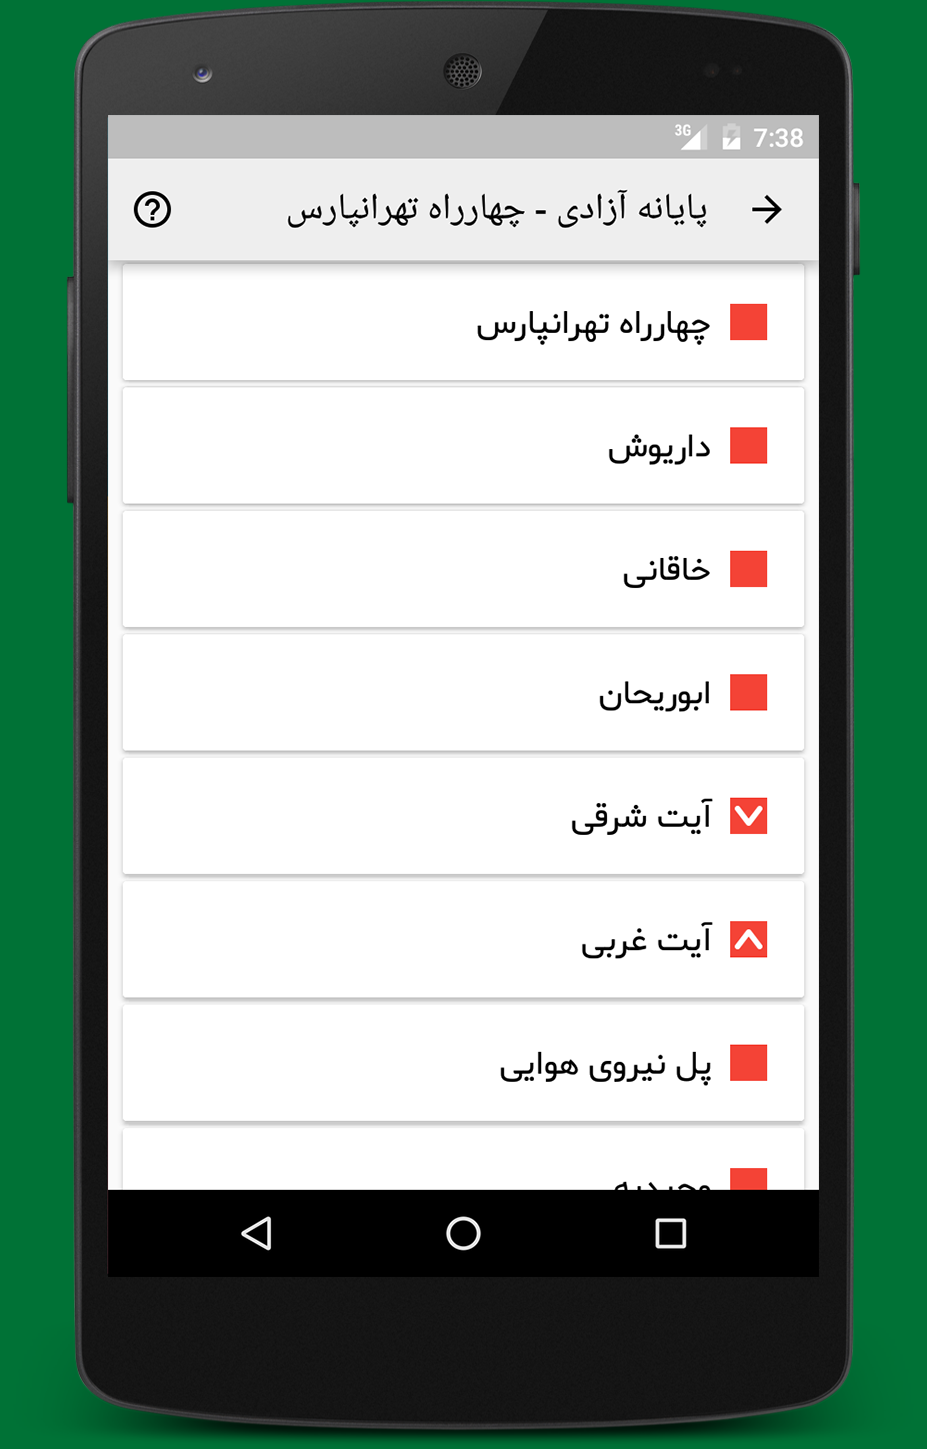 3G 7:38
پایانه آزادی - چهارراه تهرانپارس
چهارراه تهرانپارس
داریوش
خاقانی
ابوریحان
آیت شرقی
آیت غربی
پل نیروی هوایی